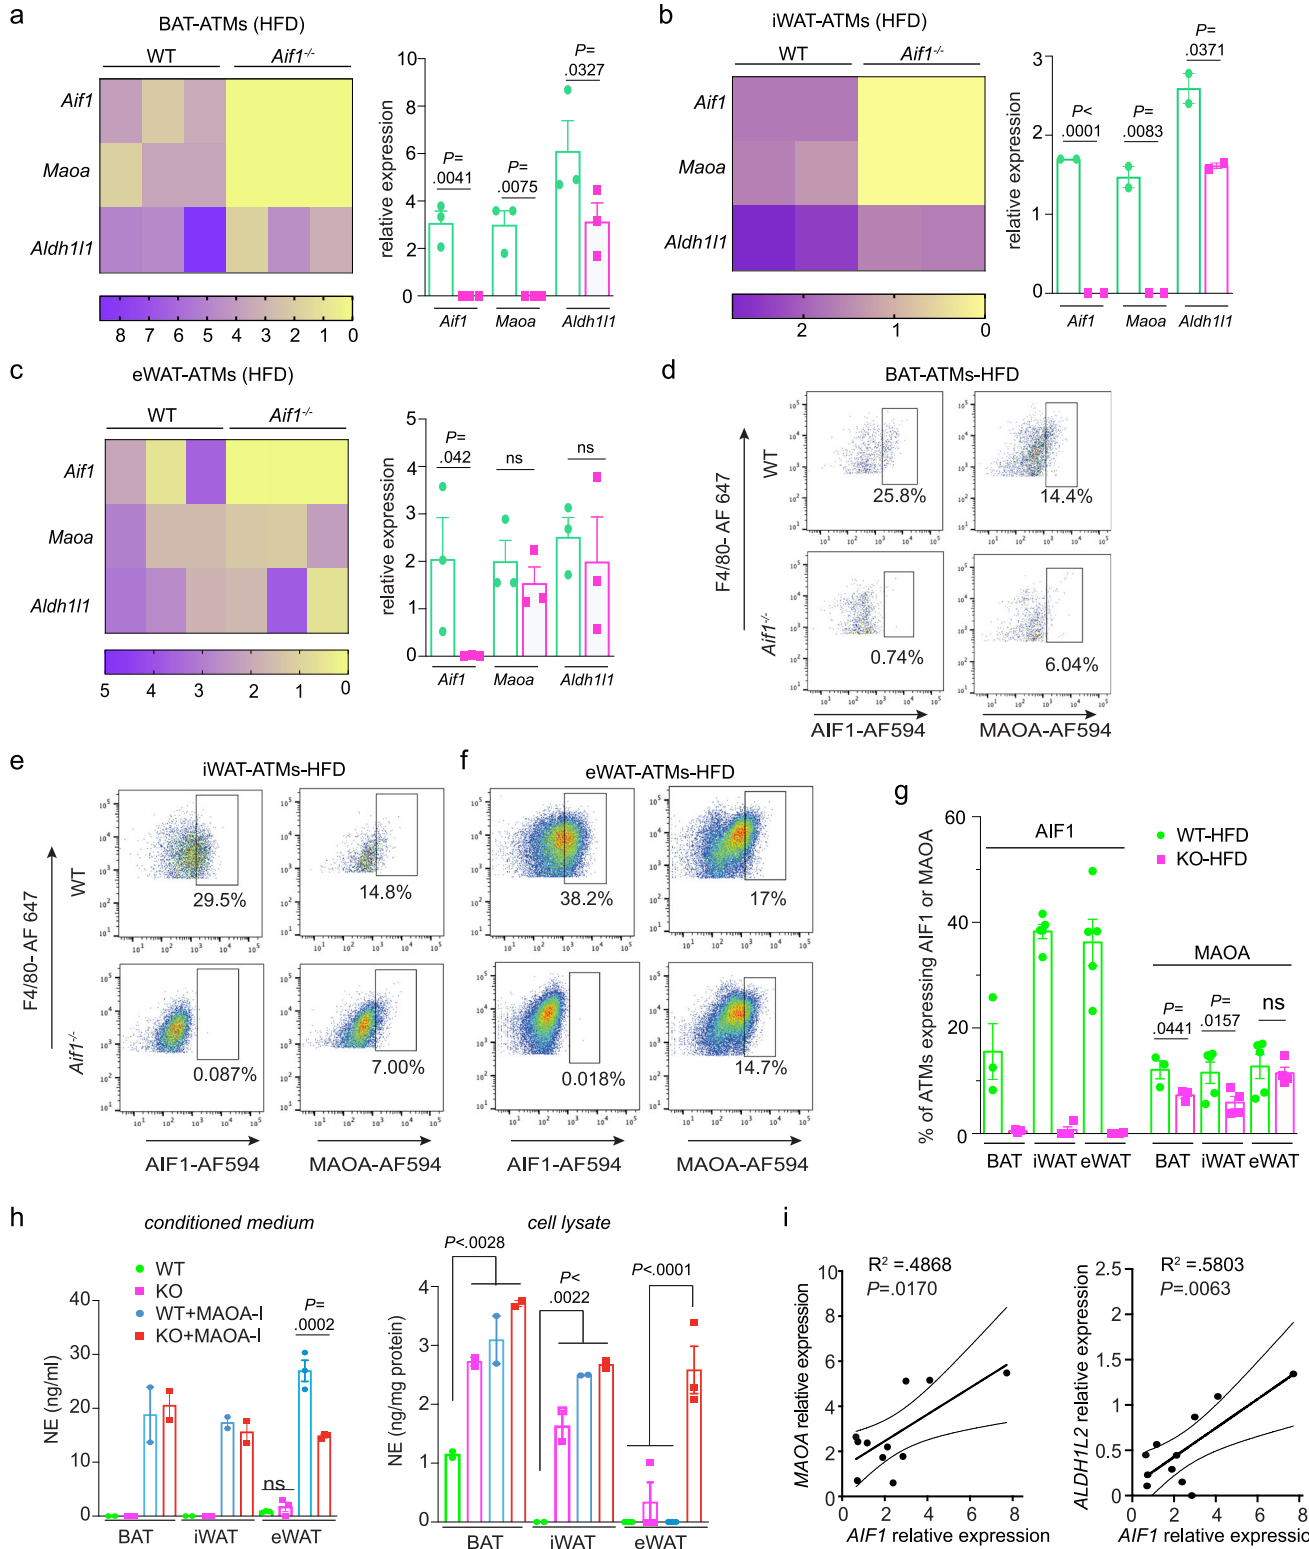 a
BAT-ATMs (HFD)
WT
Aif1-/-
Aif1
Maoa
Aldh1l1
8 7 6 5 4 3 2 1 0
relative expression
10
8
6
4
2
0
P=
.0041
P=
.0075
P=
.0327
Aif1 Maoa Aldh1l1
b
iWAT-ATMs (HFD)
WT
Aif1-/-
Aif1
Maoa
Aldh1l1
2 1 0
relative expression
3
2
1
0
P<
.0001
P=
.0083
P=
.0371
Aif1 Maoa Aldh1l1
c
eWAT-ATMs (HFD)
WT
Aif1-/-
Aif1
Maoa
Aldh1l1
5 4 3 2 1 0
relative expression
5
4
3
2
1
0
P=
.042
ns
ns
Aif1 Maoa Aldh1l1
d
BAT-ATMs-HFD
F4/80- AF 647
WT
Aif1-/-
25.8%
14.4%
0.74%
6.04%
AIF1-AF594
MAOA-AF594
e
iWAT-ATMs-HFD
F4/80- AF 647
WT
Aif1-/-
29.5%
14.8%
0.087%
7.00%
AIF1-AF594
MAOA-AF594
f
eWAT-ATMs-HFD
38.2%
17%
0.018%
14.7%
AIF1-AF594
MAOA-AF594
g
% of ATMs expressing AIF1 or MAOA
60
40
20
0
AIF1
WT-HFD
KO-HFD
MAOA
P=
.0441
P=
.0157
ns
BAT iWAT eWAT
BAT iWAT eWAT
h
conditioned medium
WT
KO
WT+MAOA-I
KO+MAOA-I
NE (ng/ml)
40
30
20
10
0
ns
P=
.0002
BAT iWAT eWAT
cell lysate
NE (ng/mg protein)
4
3
2
1
0
P<.0028
P<
.0022
P<.0001
BAT iWAT eWAT
i
R2 =.4868
P=.0170
MAOA relative expression
10
8
6
4
2
0
0 2 4 6 8
AIF1 relative expression
R2 =.5803
P=.0063
ALDH1L2 relative expression
2.5
2
1.5
1
0.5
0
0 2 4 6 8
AIF1 relative expression